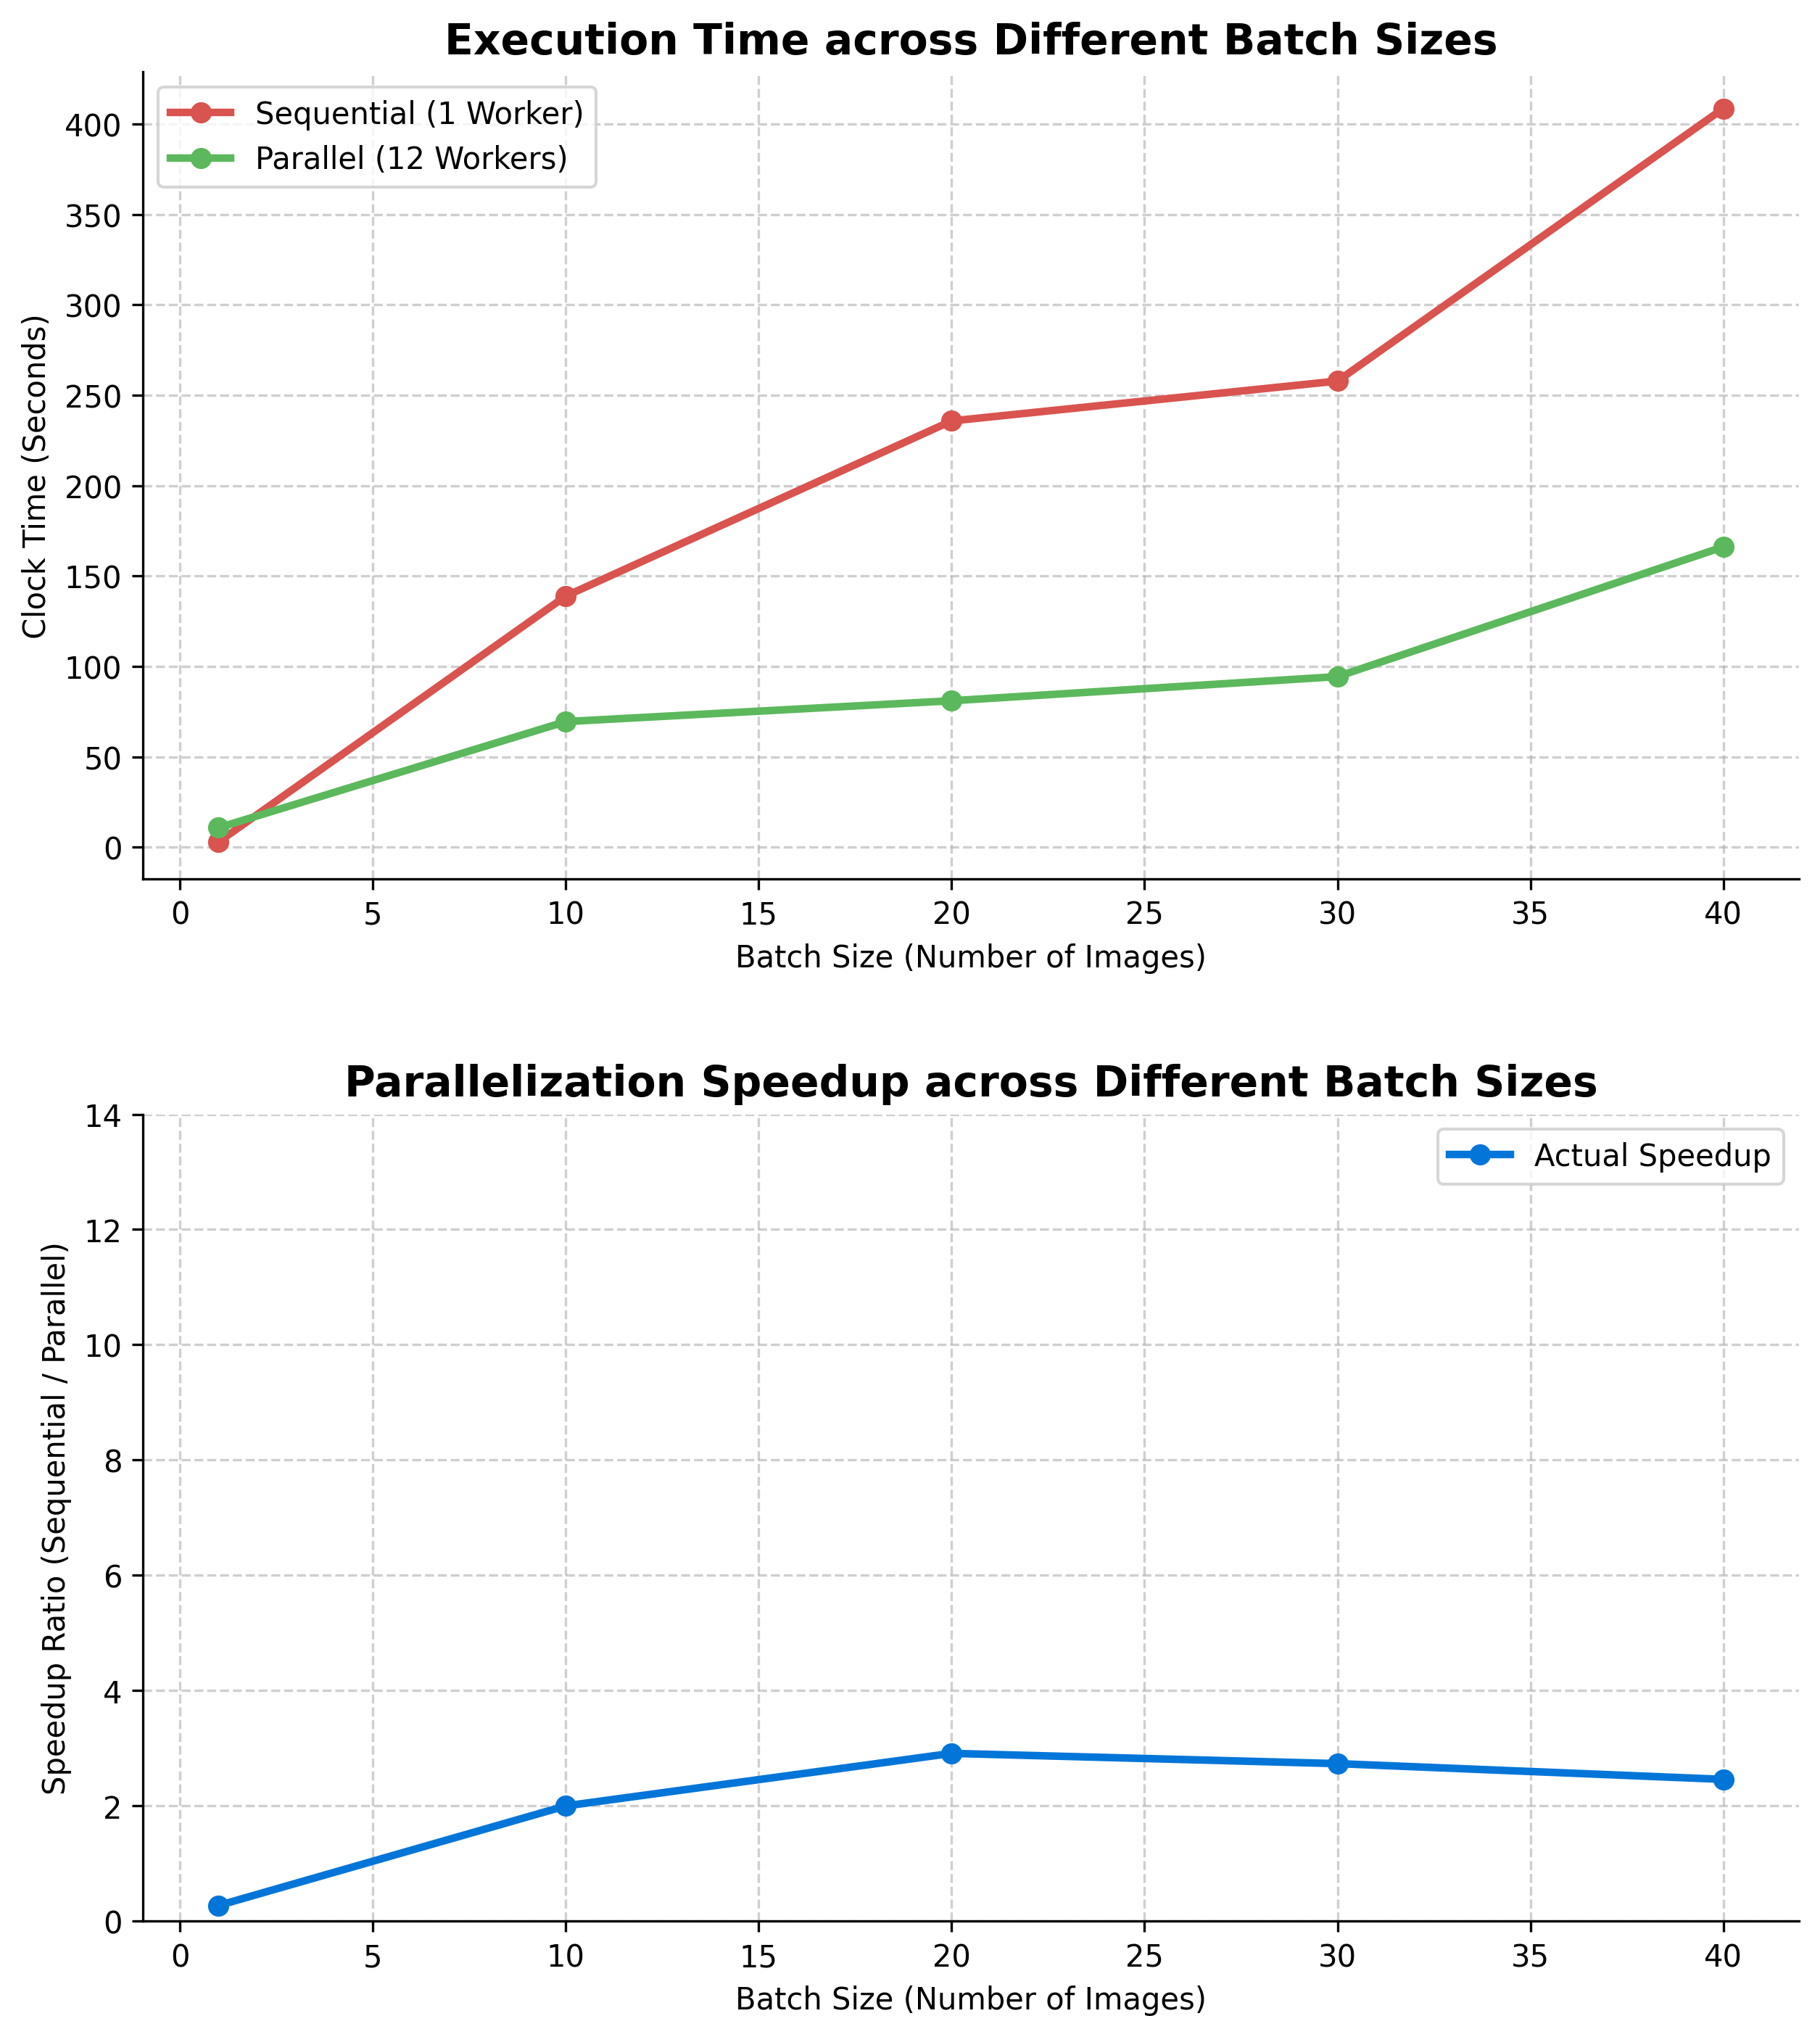 Execution Time across Different Batch Sizes
Sequential (1 Worker)
Parallel (12 Workers)
400
350
300
250
200
150
100
50
0
Clock Time (Seconds)
0 5 10 15 20 25 30 35 40
Batch Size (Number of Images)
Parallelization Speedup across Different Batch Sizes
Actual Speedup
14
12
10
8
6
4
2
0
Speedup Ratio (Sequential / Parallel)
0 5 10 15 20 25 30 35 40
Batch Size (Number of Images)